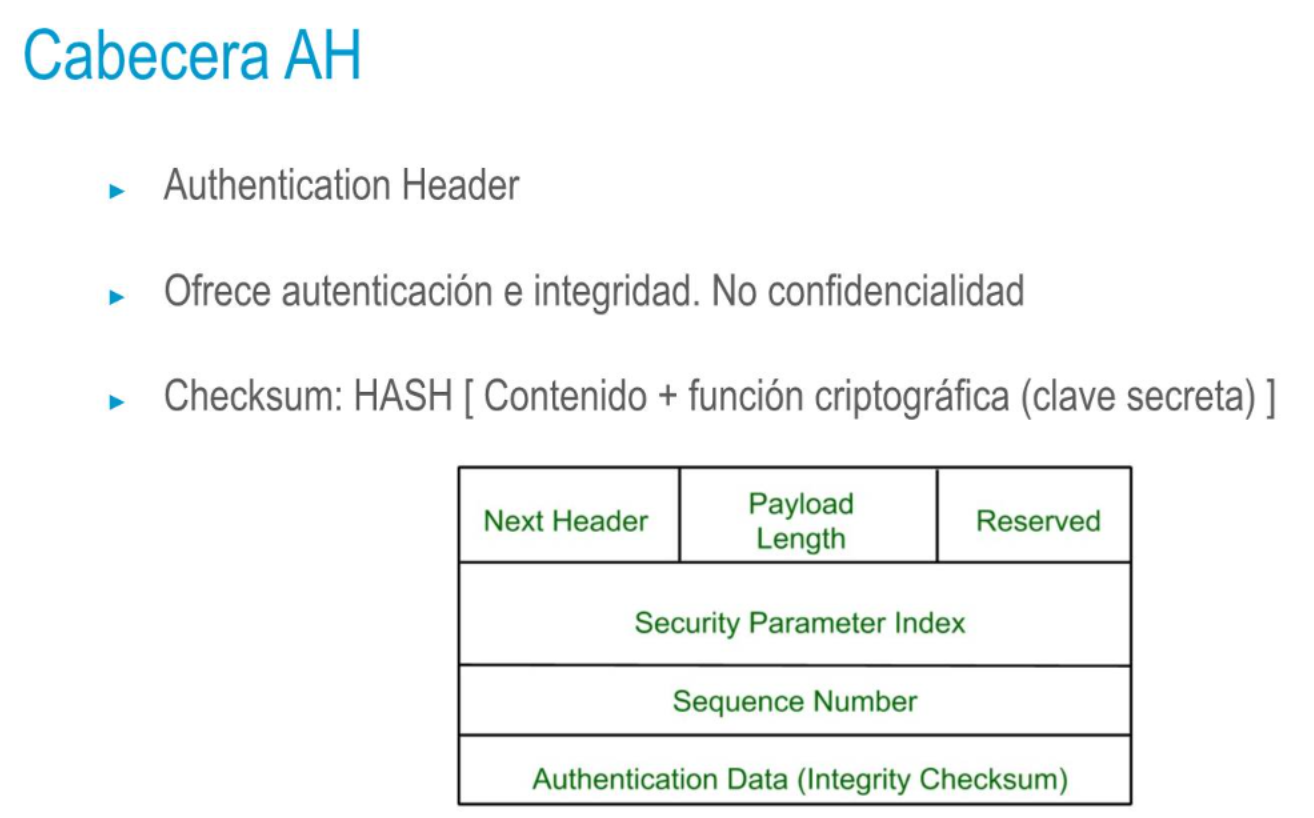 Cabecera AH
► Authentication Header
► Ofrece autenticación e integridad. No confidencialidad
► Checksum: HASH [ Contenido + función criptográfica (clave secreta) ]
Next Header
Payload
Length
Reserved
Security Parameter Index
Sequence Number
Authentication Data (Integrity Checksum)